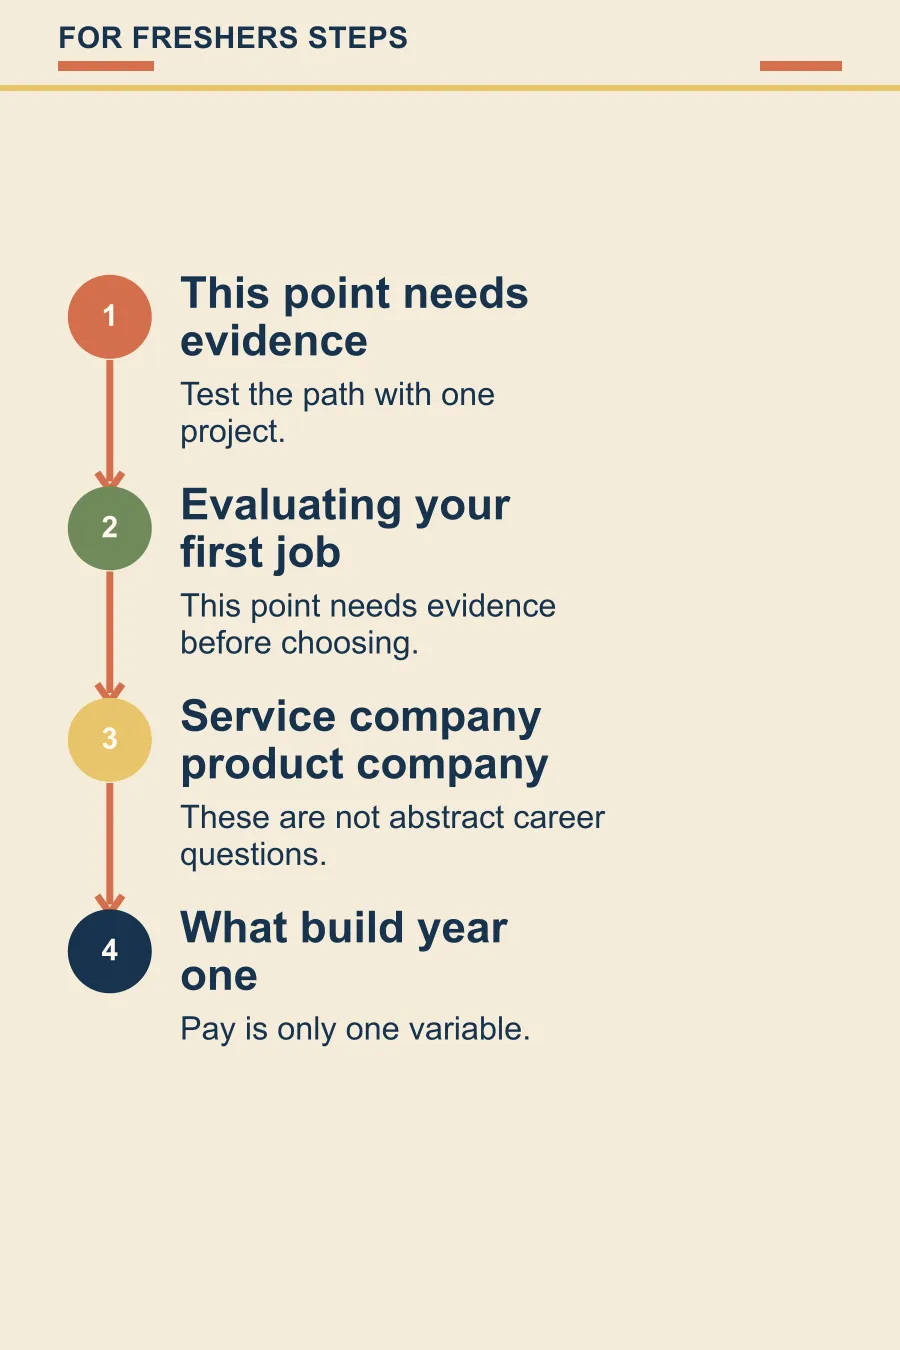 FOR FRESHERS STEPS
1
This point needs
evidence
Test the path with one
project.
2
Evaluating your
first job
This point needs evidence
before choosing.
3
Service company
product company
These are not abstract career
questions.
4
What build year
one
Pay is only one variable.